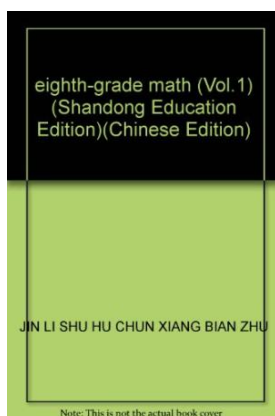 eighth-grade math (Vol.1)
(Shandong Education
Edition)(Chinese Edition)
JIN LI SHU HU CHUN XIANG BIAN ZHU
Note: This is not the actual book cover